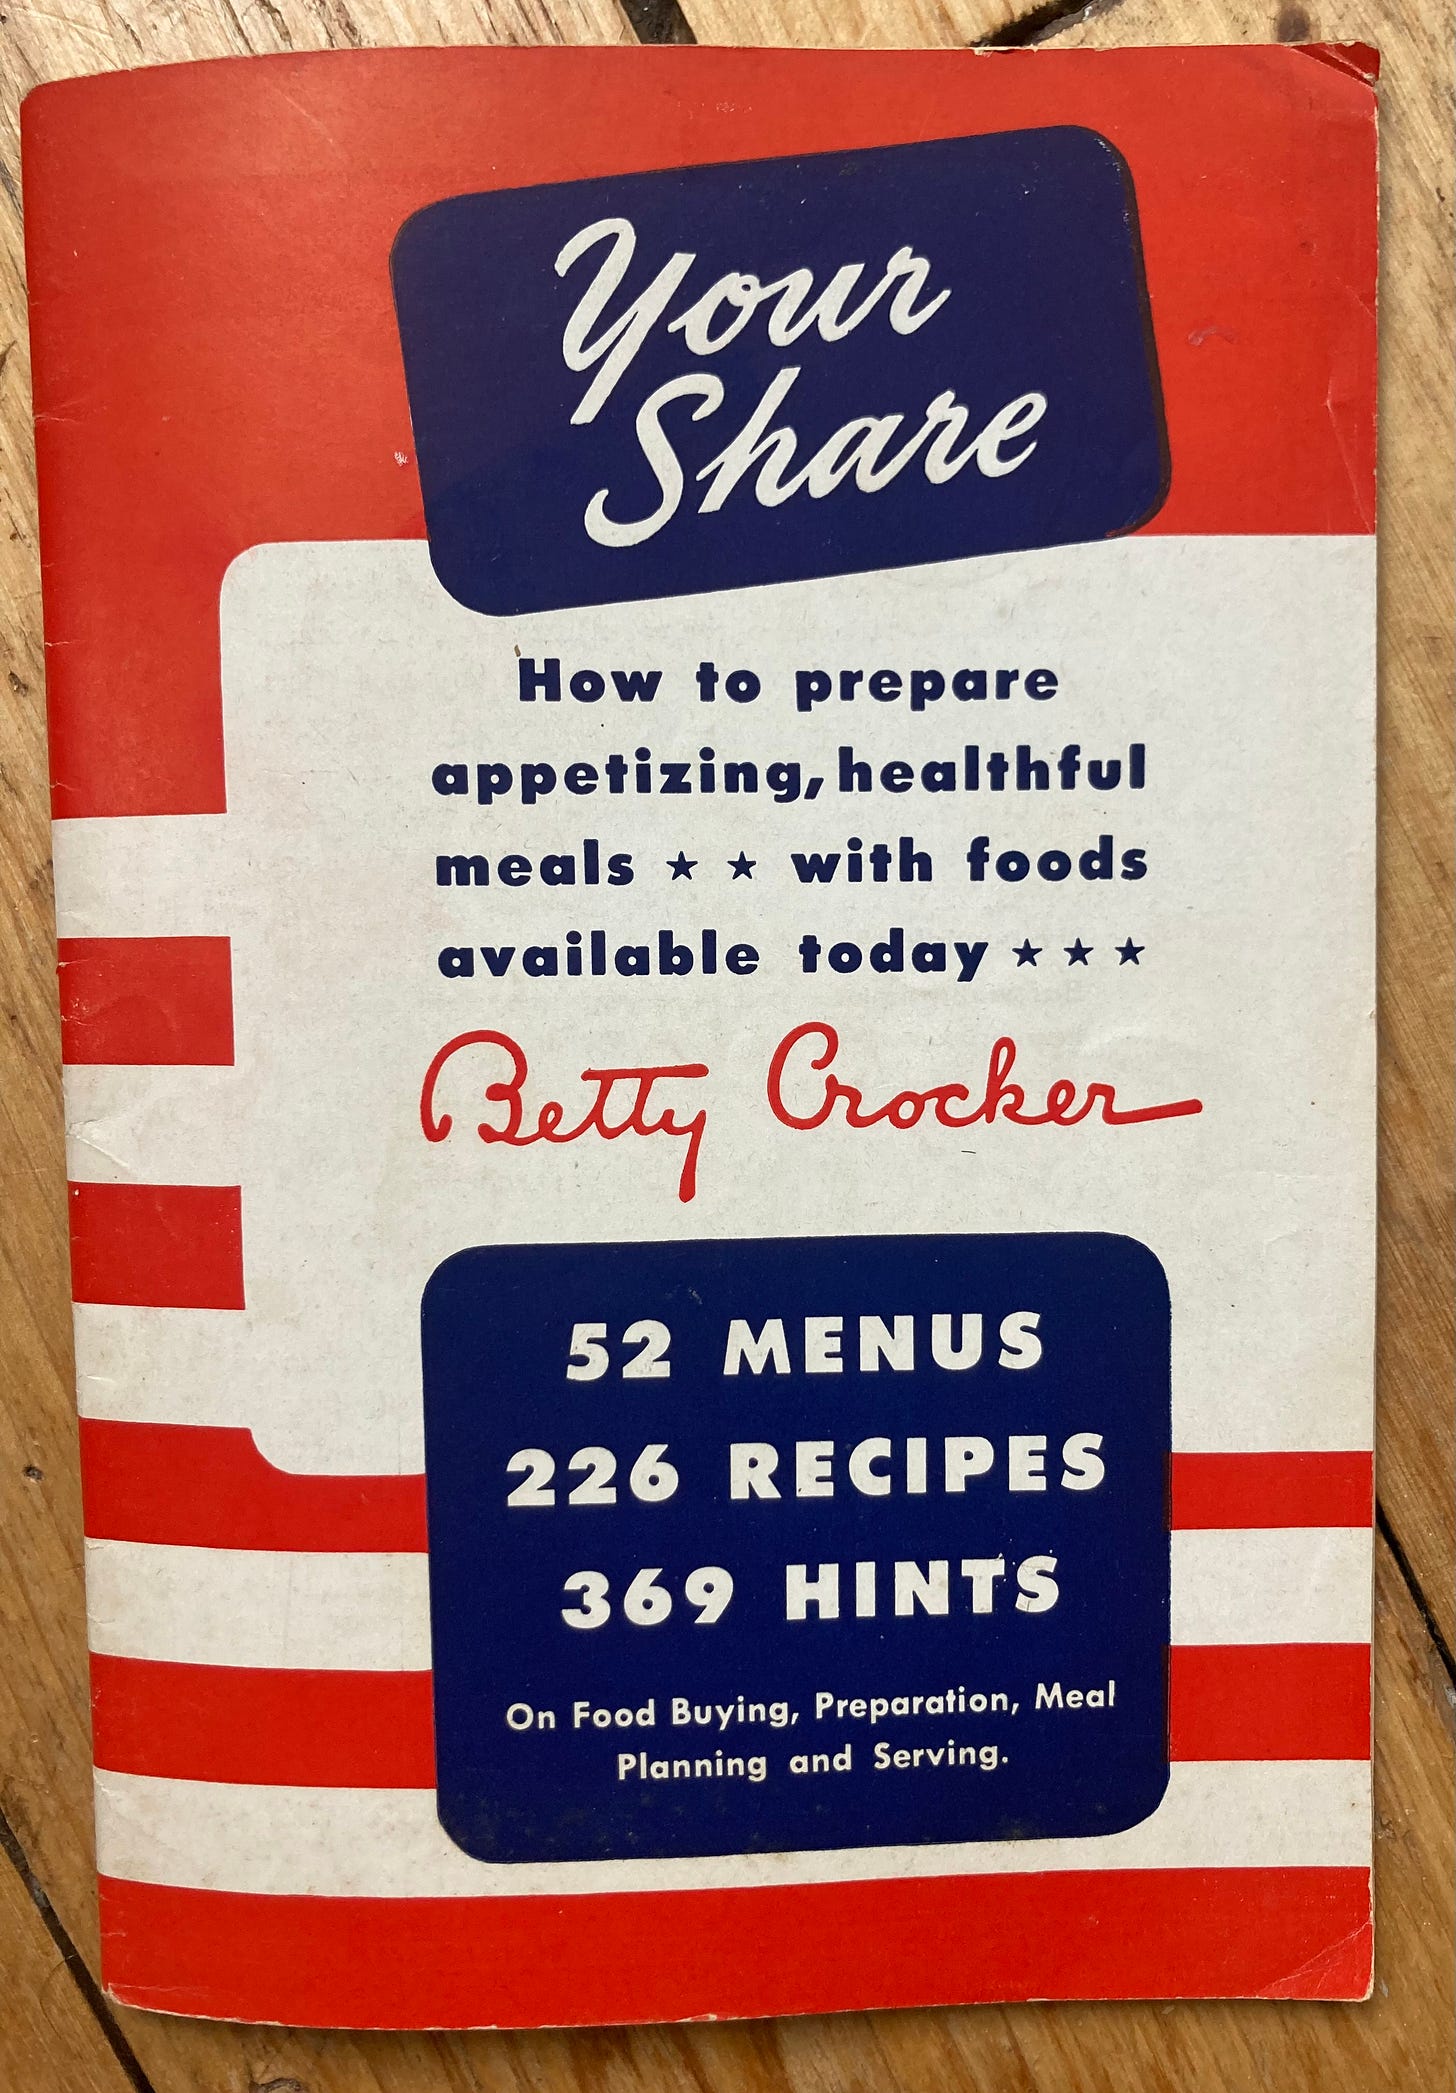 Your
Share
How to prepare
appetizing, healthful
meals ★ ★ with foods
available today ★ ★ ★
Betty Crocker
52 MENUS
226 RECIPES
369 HINTS
On Food Buying, Preparation, Meal
Planning and Serving.